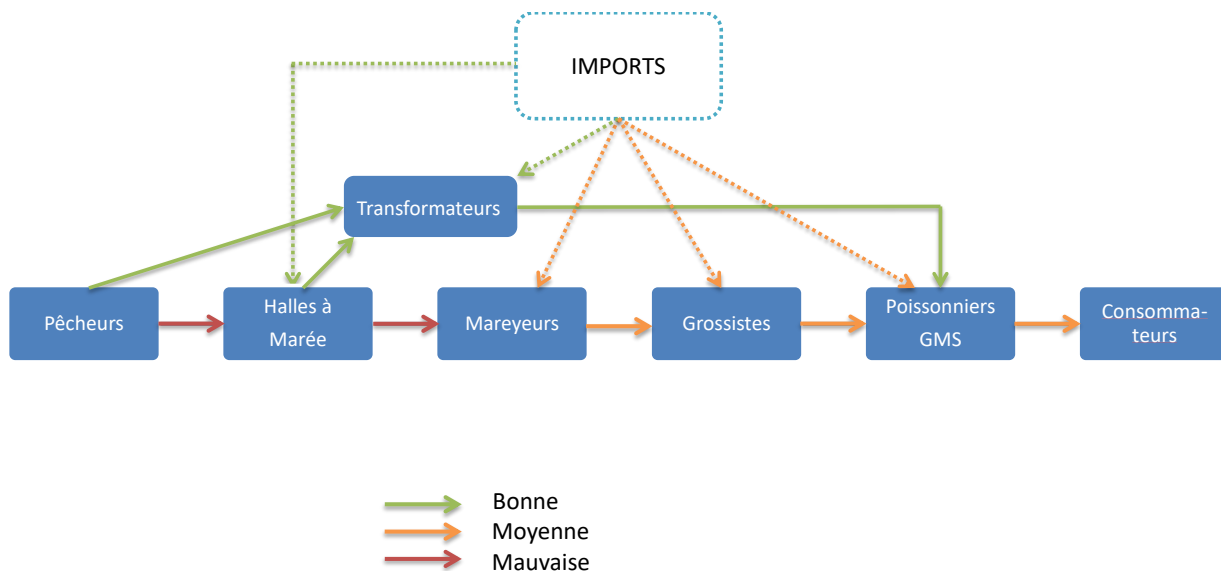 IMPORTS
Transformateurs
Pêcheurs
Halles à
Marée
Mareyeurs
Grossistes
Poissonniers
GMS
Consomma-
teurs
Bonne
Moyenne
Mauvaise